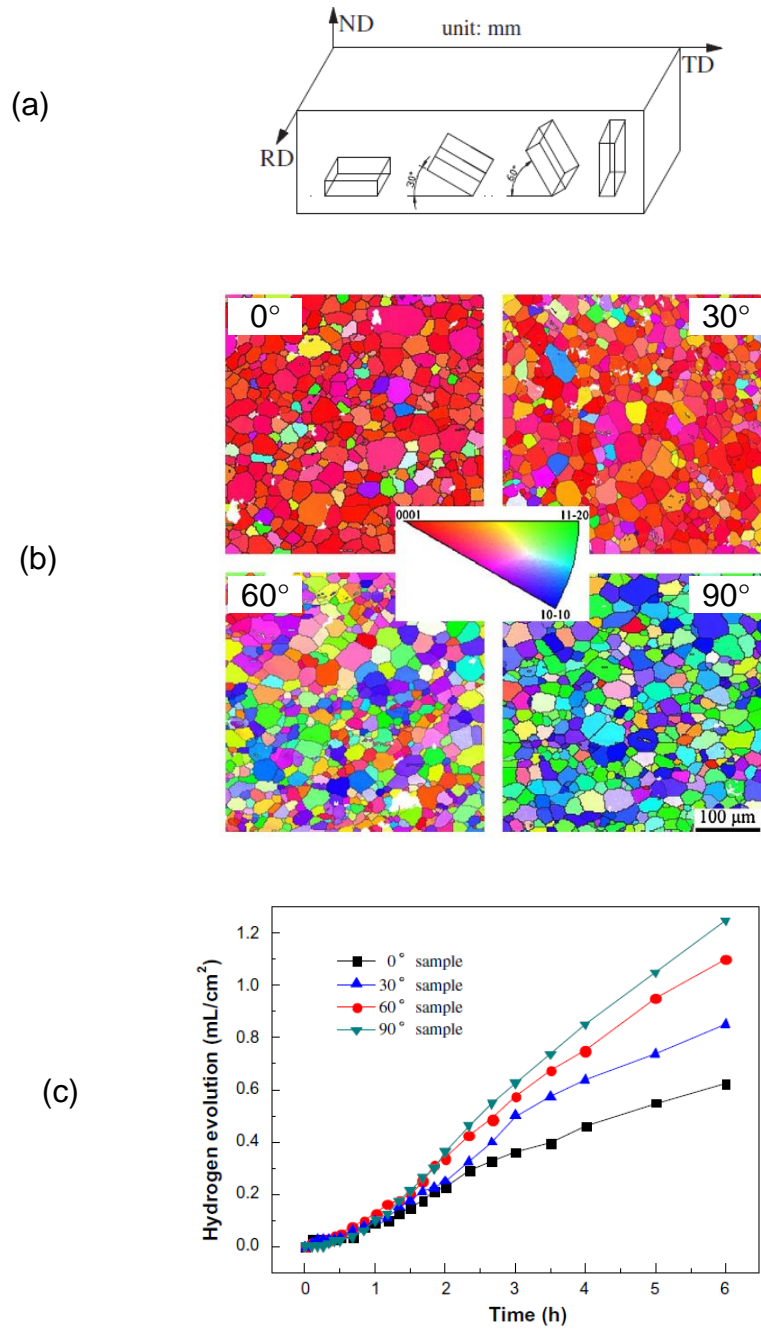 (a)
ND
unit: mm
TD
RD
30°
60°
(b)
0°
30°
0001
11-20
10-10
60°
90°
100 μm
(c)
Hydrogen evolution (mL/cm²)
1.2
1.0
0.8
0.6
0.4
0.2
0.0
0° sample
30° sample
60° sample
90° sample
0
1
2
3
4
5
6
Time (h)